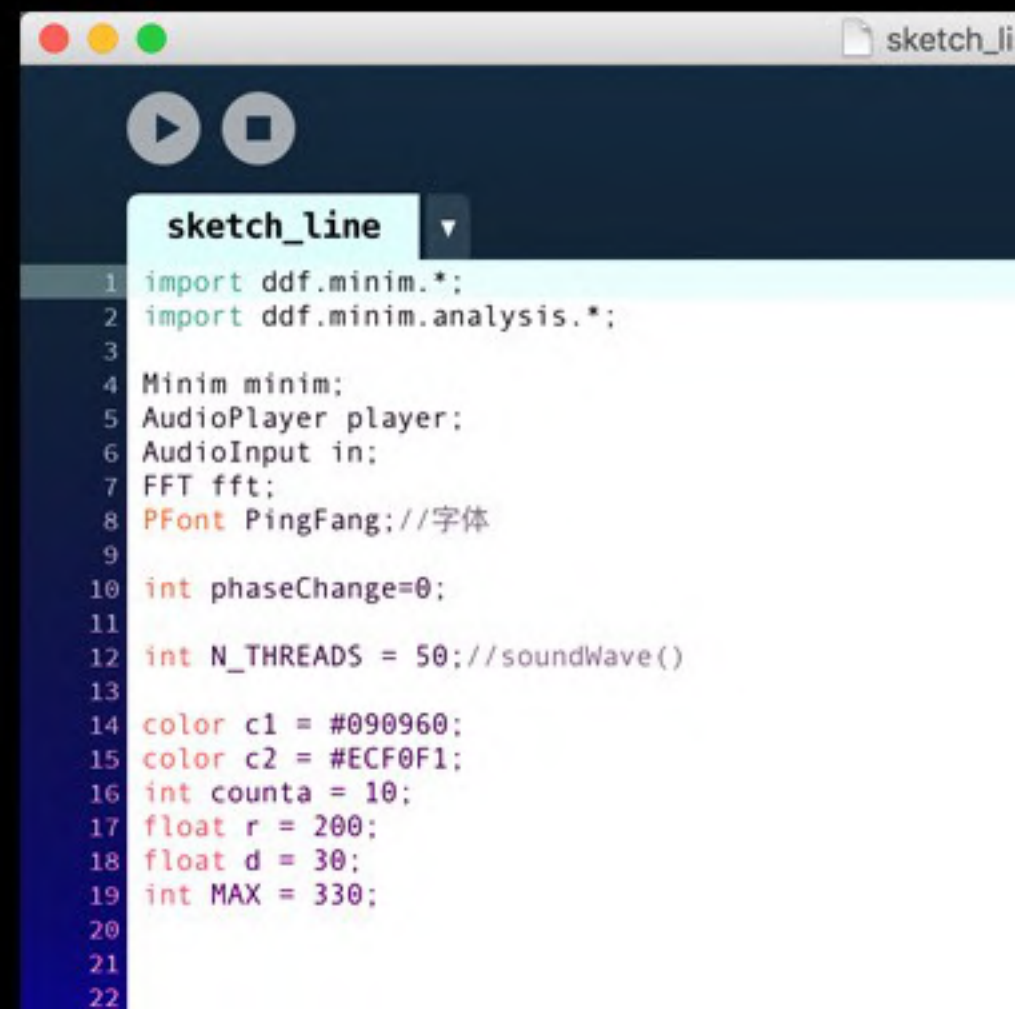 sketch_li
sketch_line
1 import ddf.minim.*;
2 import ddf.minim.analysis.*;
3
4 Minim minim;
5 AudioPlayer player;
6 AudioInput in;
7 FFT fft;
8 PFont PingFang;//字体
9
10 int phaseChange=0;
11
12 int N_THREADS = 50;//soundWave()
13
14 color c1 = #090960;
15 color c2 = #ECF0F1;
16 int counta = 10;
17 float r = 200;
18 float d = 30;
19 int MAX = 330;
20
21
22